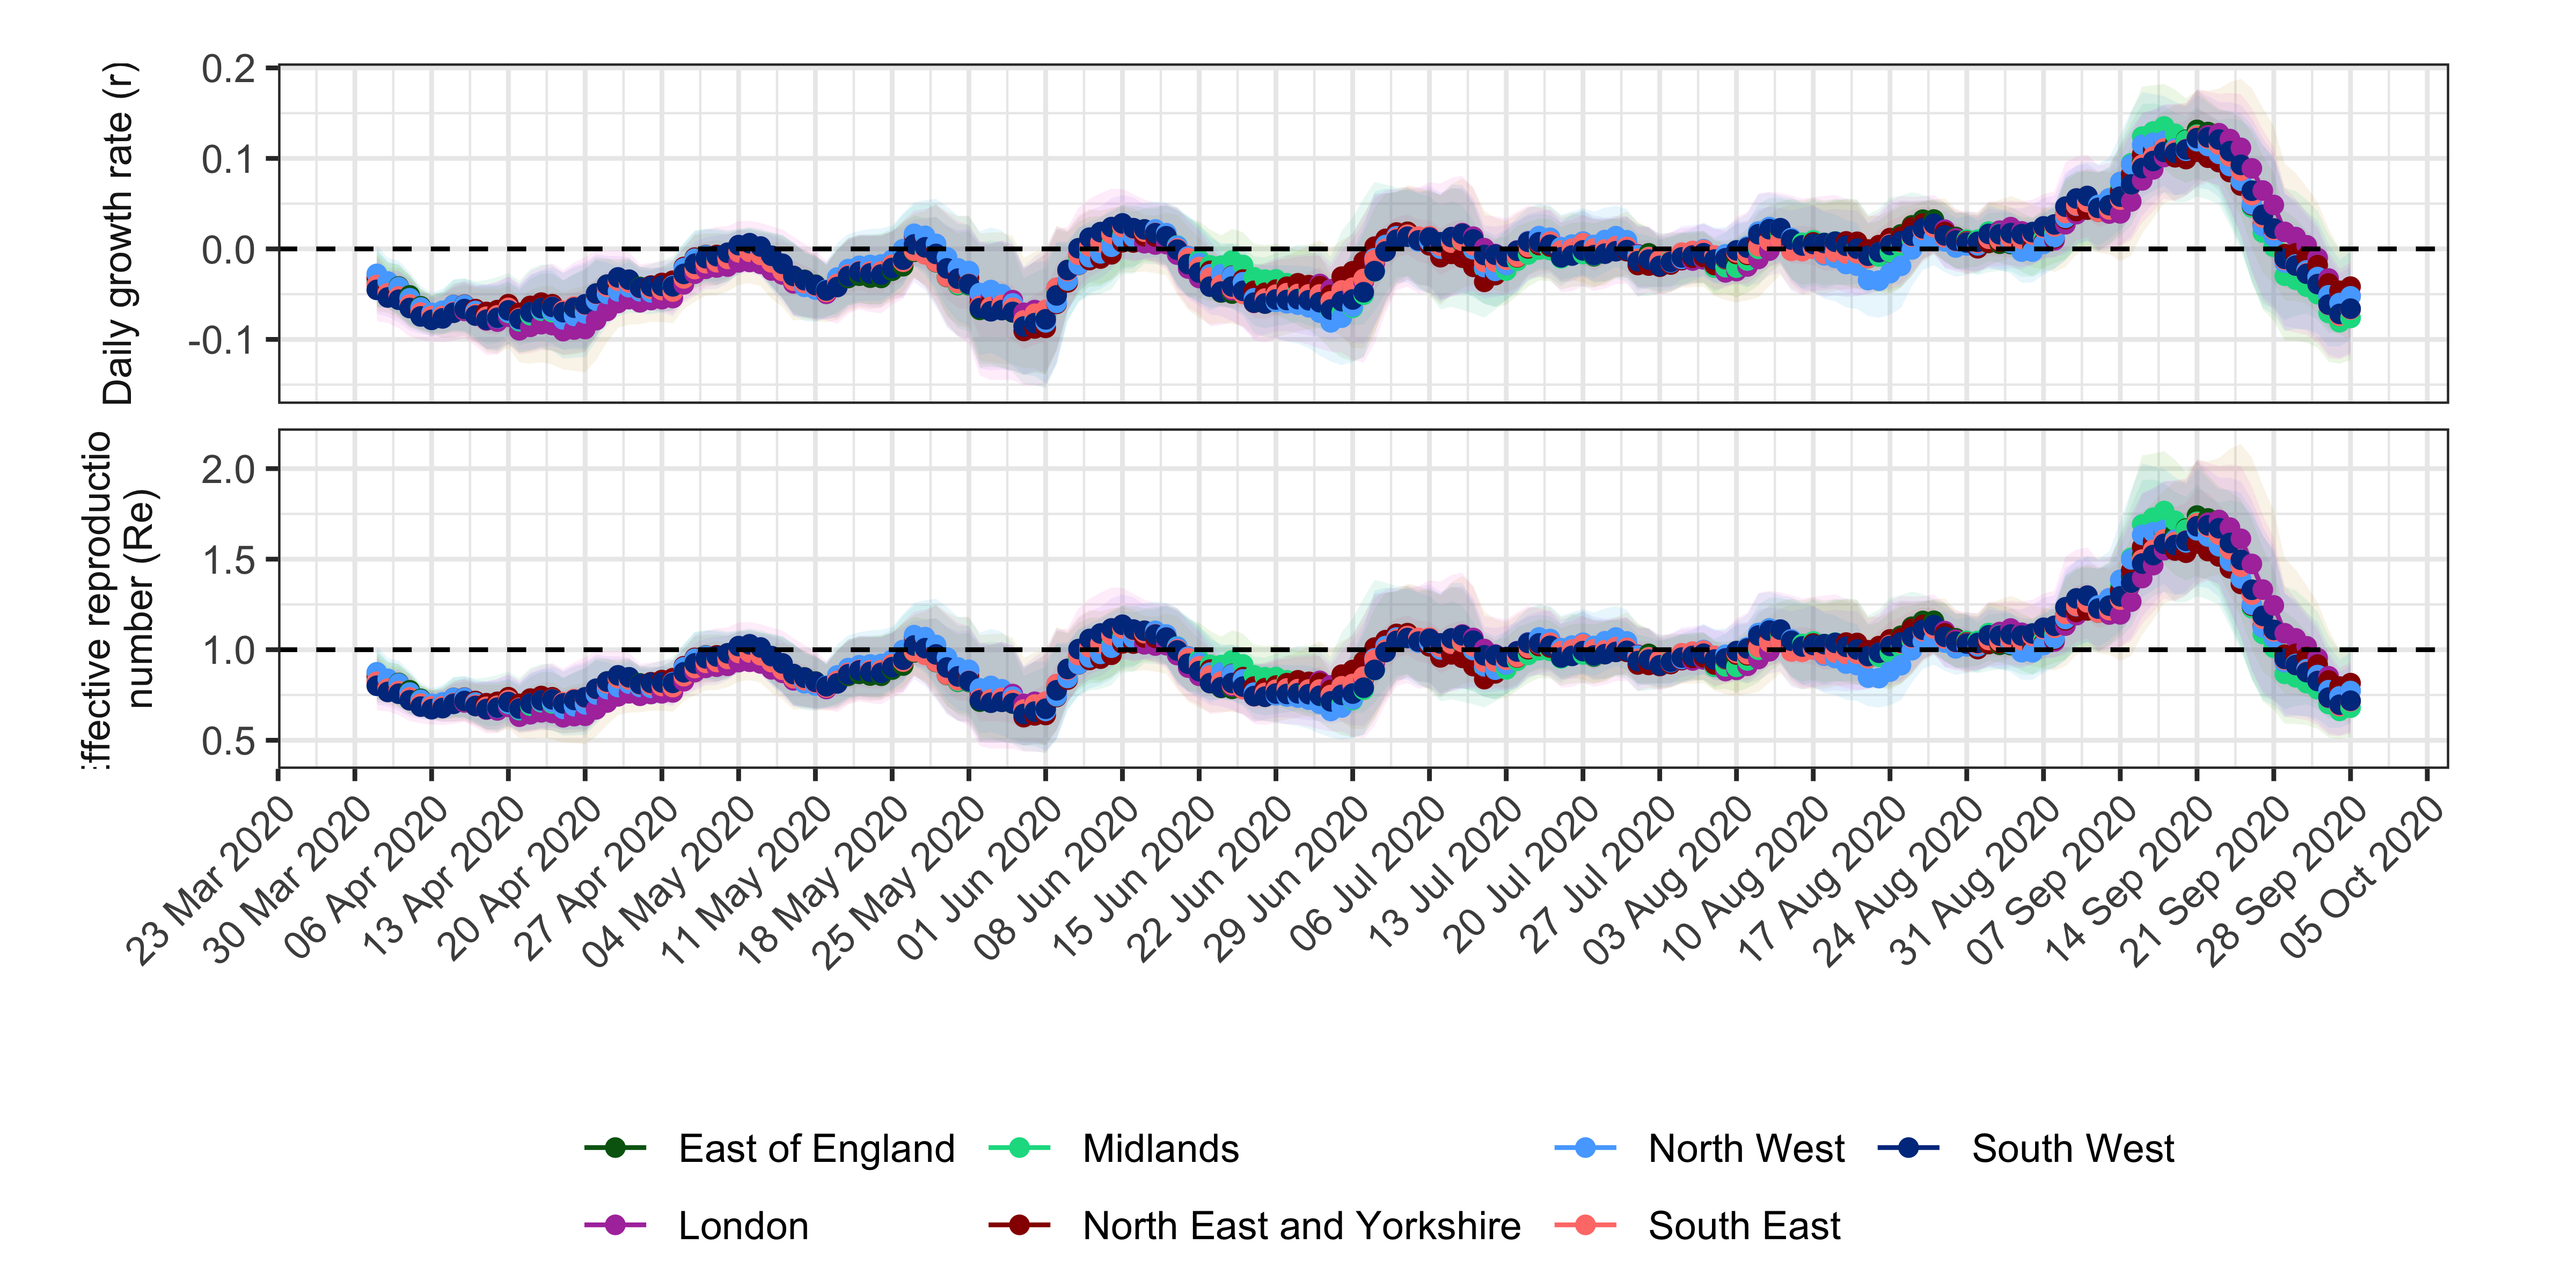 Daily growth rate (r)
0.2
0.1
0.0
-0.1
ffective reproductio
number (Re)
2.0
1.5
1.0
0.5
23 Mar 2020
30 Mar 2020
06 Apr 2020
13 Apr 2020
20 Apr 2020
27 Apr 2020
04 May 2020
11 May 2020
18 May 2020
25 May 2020
01 Jun 2020
08 Jun 2020
15 Jun 2020
22 Jun 2020
29 Jun 2020
06 Jul 2020
13 Jul 2020
20 Jul 2020
27 Jul 2020
03 Aug 2020
10 Aug 2020
17 Aug 2020
24 Aug 2020
31 Aug 2020
07 Sep 2020
14 Sep 2020
21 Sep 2020
28 Sep 2020
05 Oct 2020
East of England Midlands North West South West
London North East and Yorkshire South East